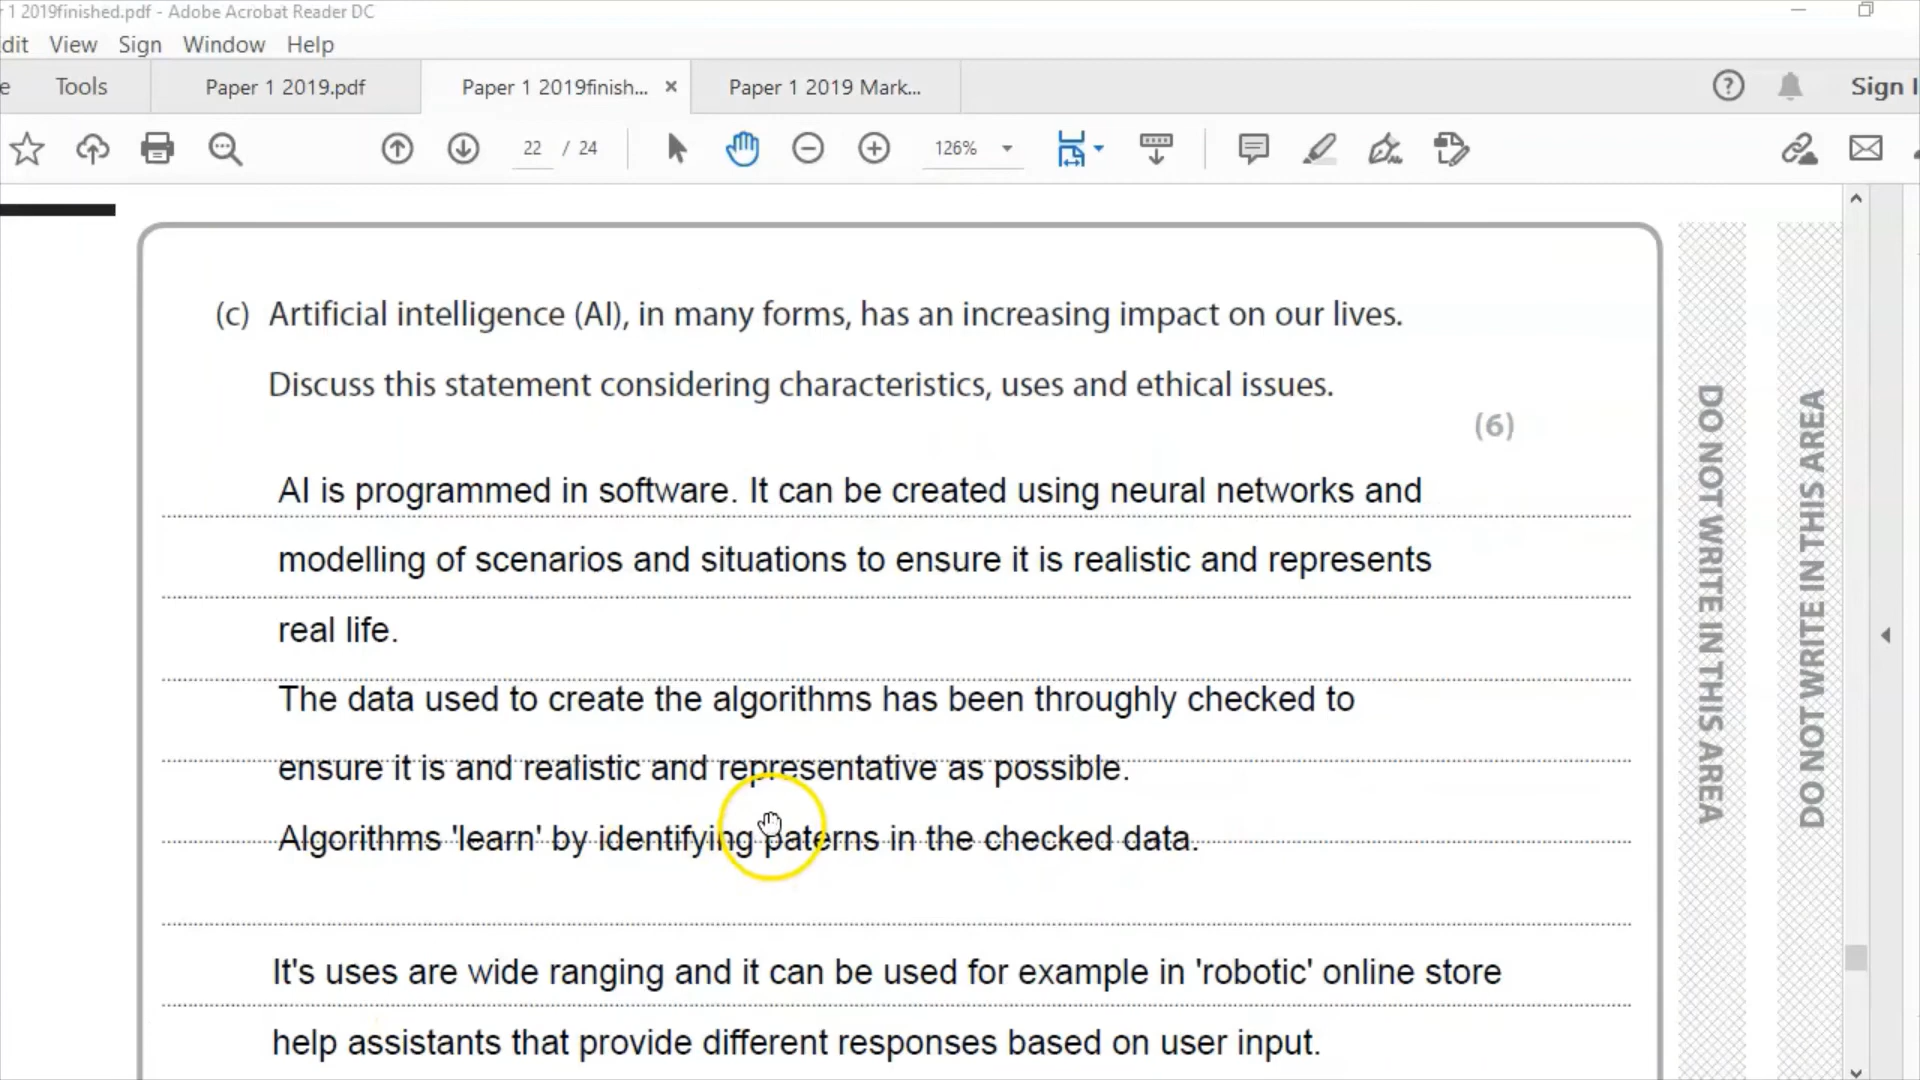 r 1 2019finished.pdf - Adobe Acrobat Reader DC
dit View Sign Window Help
e Tools Paper 1 2019.pdf Paper 1 2019finish... × Paper 1 2019 Mark... Sign I
22 / 24 126%
(c) Artificial intelligence (AI), in many forms, has an increasing impact on our lives.
Discuss this statement considering characteristics, uses and ethical issues.
(6)
AI is programmed in software. It can be created using neural networks and
modelling of scenarios and situations to ensure it is realistic and represents
real life.
The data used to create the algorithms has been throughly checked to
ensure it is and realistic and representative as possible.
Algorithms 'learn' by identifying paterns in the checked data.
It's uses are wide ranging and it can be used for example in 'robotic' online store
help assistants that provide different responses based on user input.
DO NOT WRITE IN THIS AREA
DO NOT WRITE IN THIS AREA